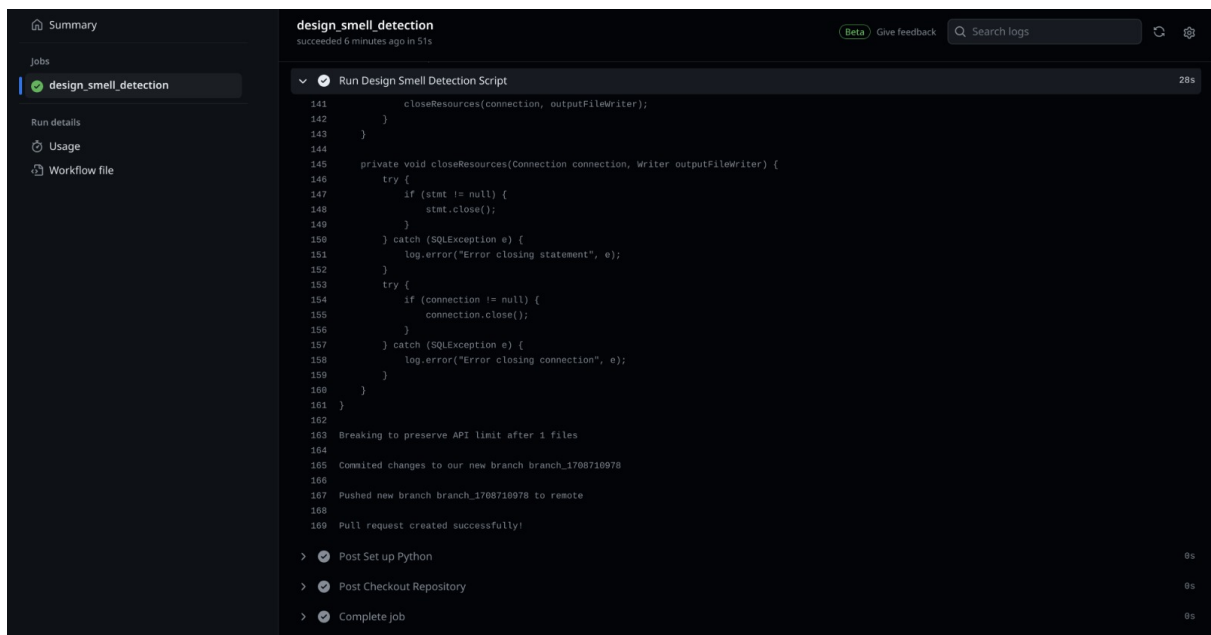 Summary
Jobs
design_smell_detection
Run details
Usage
Workflow file
design_smell_detection
succeeded 6 minutes ago in 51s
Beta Give feedback
Search logs
Run Design Smell Detection Script 28s
141             closeResources(connection, outputFileWriter);
142         }
143     }
144
145     private void closeResources(Connection connection, Writer outputFileWriter) {
146         try {
147             if (stmt != null) {
148                 stmt.close();
149             }
150         } catch (SQLException e) {
151             log.error("Error closing statement", e);
152         }
153         try {
154             if (connection != null) {
155                 connection.close();
156             }
157         } catch (SQLException e) {
158             log.error("Error closing connection", e);
159         }
160     }
161 }
162
163 Breaking to preserve API limit after 1 files
164
165 Commited changes to our new branch branch_1708710978
166
167 Pushed new branch branch_1708710978 to remote
168
169 Pull request created successfully!
Post Set up Python 0s
Post Checkout Repository 0s
Complete job 0s